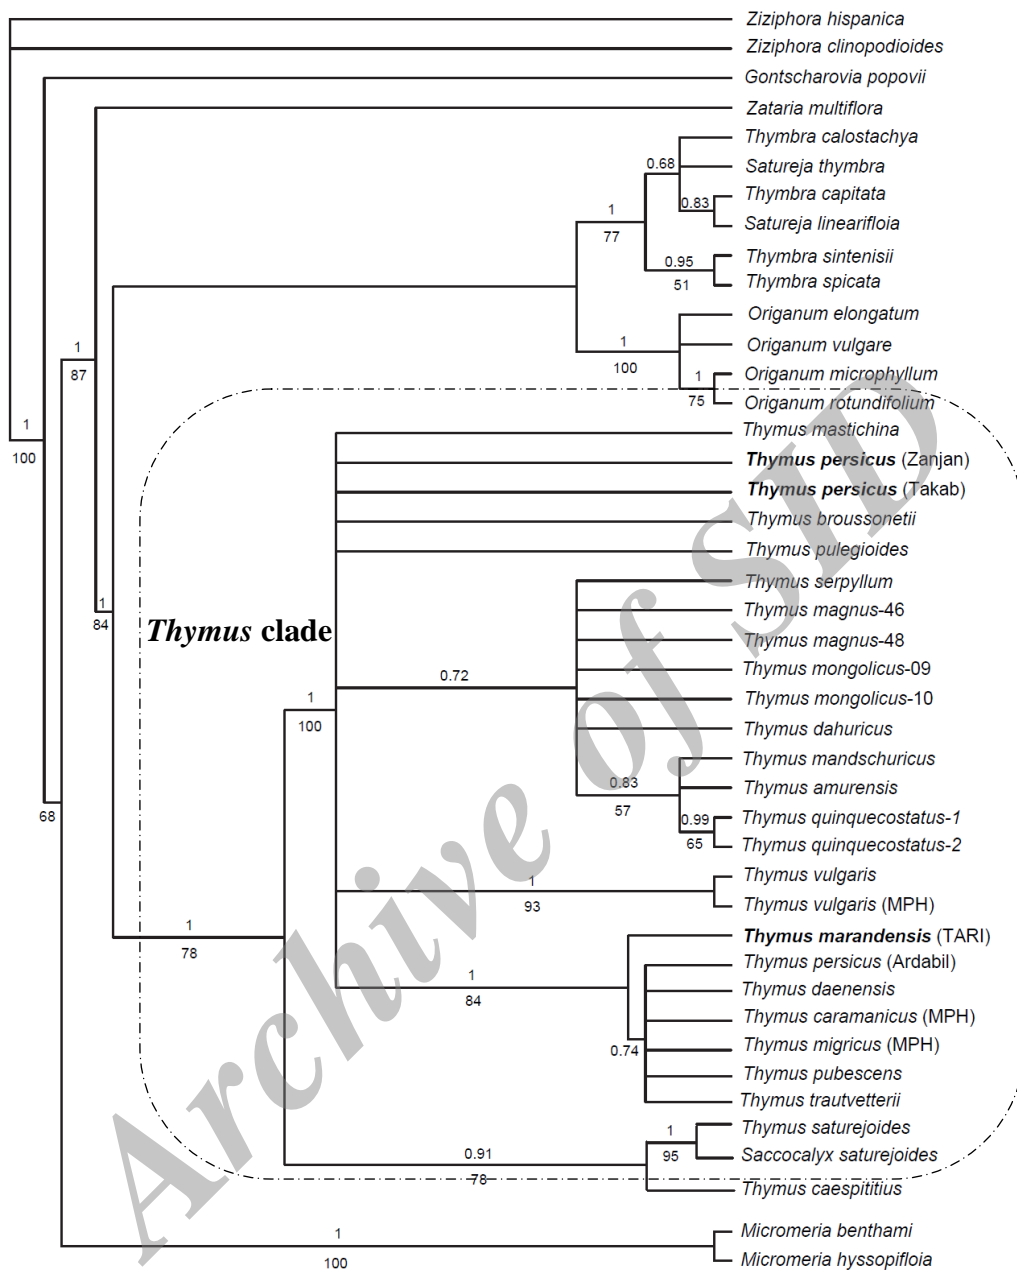 Ziziphora hispanica
Ziziphora clinopodioides
Gontscharovia popovii
Zataria multiflora
Thymbra calostachya
0.68
Satureja thymbra
Thymbra capitata
0.83
1
Satureja linearifloia
77
Thymbra sintenisii
0.95
Thymbra spicata
51
Origanum elongatum
1
Origanum vulgare
1
100
87
Origanum microphyllum
1
75
Origanum rotundifolium
1
100
Thymus mastichina
Thymus persicus (Zanjan)
Thymus persicus (Takab)
Thymus broussonetii
Thymus pulegioides
Thymus serpyllum
1
84
Thymus magnus-46
Thymus clade
Thymus magnus-48
Thymus mongolicus-09
0.72
1
100
Thymus mongolicus-10
Thymus dahuricus
Thymus mandschuricus
0.83
Thymus amurensis
57
68
Thymus quinquecostatus-1
0.99
65
Thymus quinquecostatus-2
Thymus vulgaris
1
93
Thymus vulgaris (MPH)
1
78
Thymus marandensis (TARI)
Thymus persicus (Ardabil)
1
84
Thymus daenensis
Thymus caramanicus (MPH)
0.74
Thymus migricus (MPH)
Thymus pubescens
Thymus trautvetterii
Thymus saturejoides
1
95
Saccocalyx saturejoides
0.91
78
Thymus caespititius
Micromeria benthami
1
100
Micromeria hyssopifloia
Archive of SID